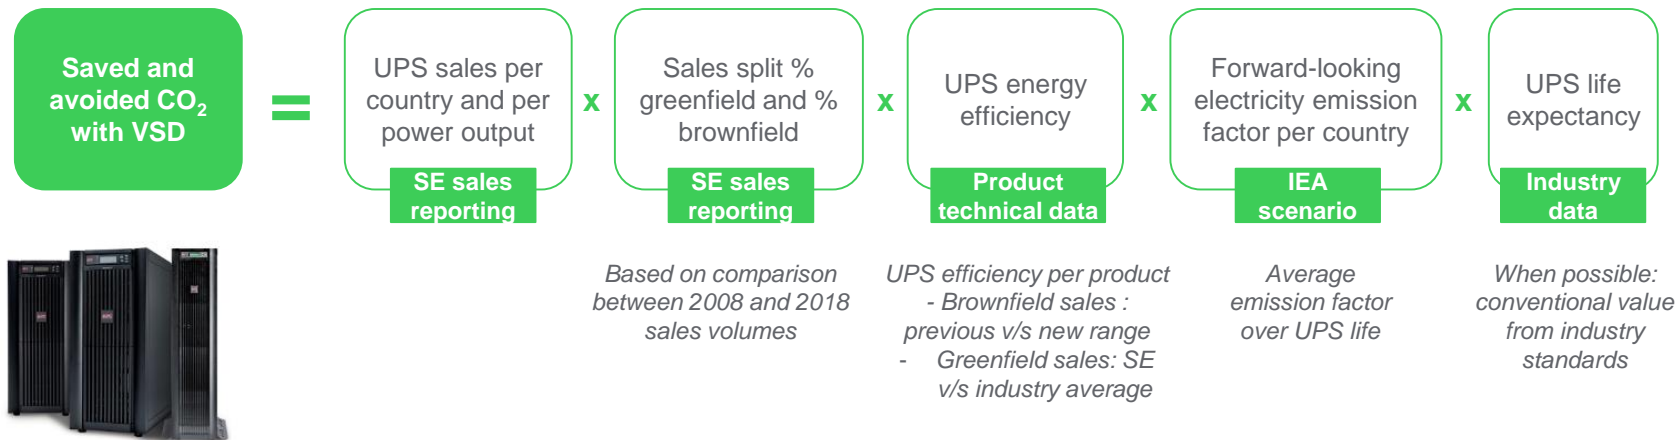 Saved and
avoided CO₂
with VSD
=
UPS sales per
country and per
power output
SE sales
reporting
x
Sales split %
greenfield and %
brownfield
SE sales
reporting
x
UPS energy
efficiency
Product
technical data
x
Forward-looking
electricity emission
factor per country
IEA
scenario
x
UPS life
expectancy
Industry
data
Based on comparison
between 2008 and 2018
sales volumes
UPS efficiency per product
- Brownfield sales :
previous v/s new range
- Greenfield sales: SE
v/s industry average
Average
emission factor
over UPS life
When possible:
conventional value
from industry
standards